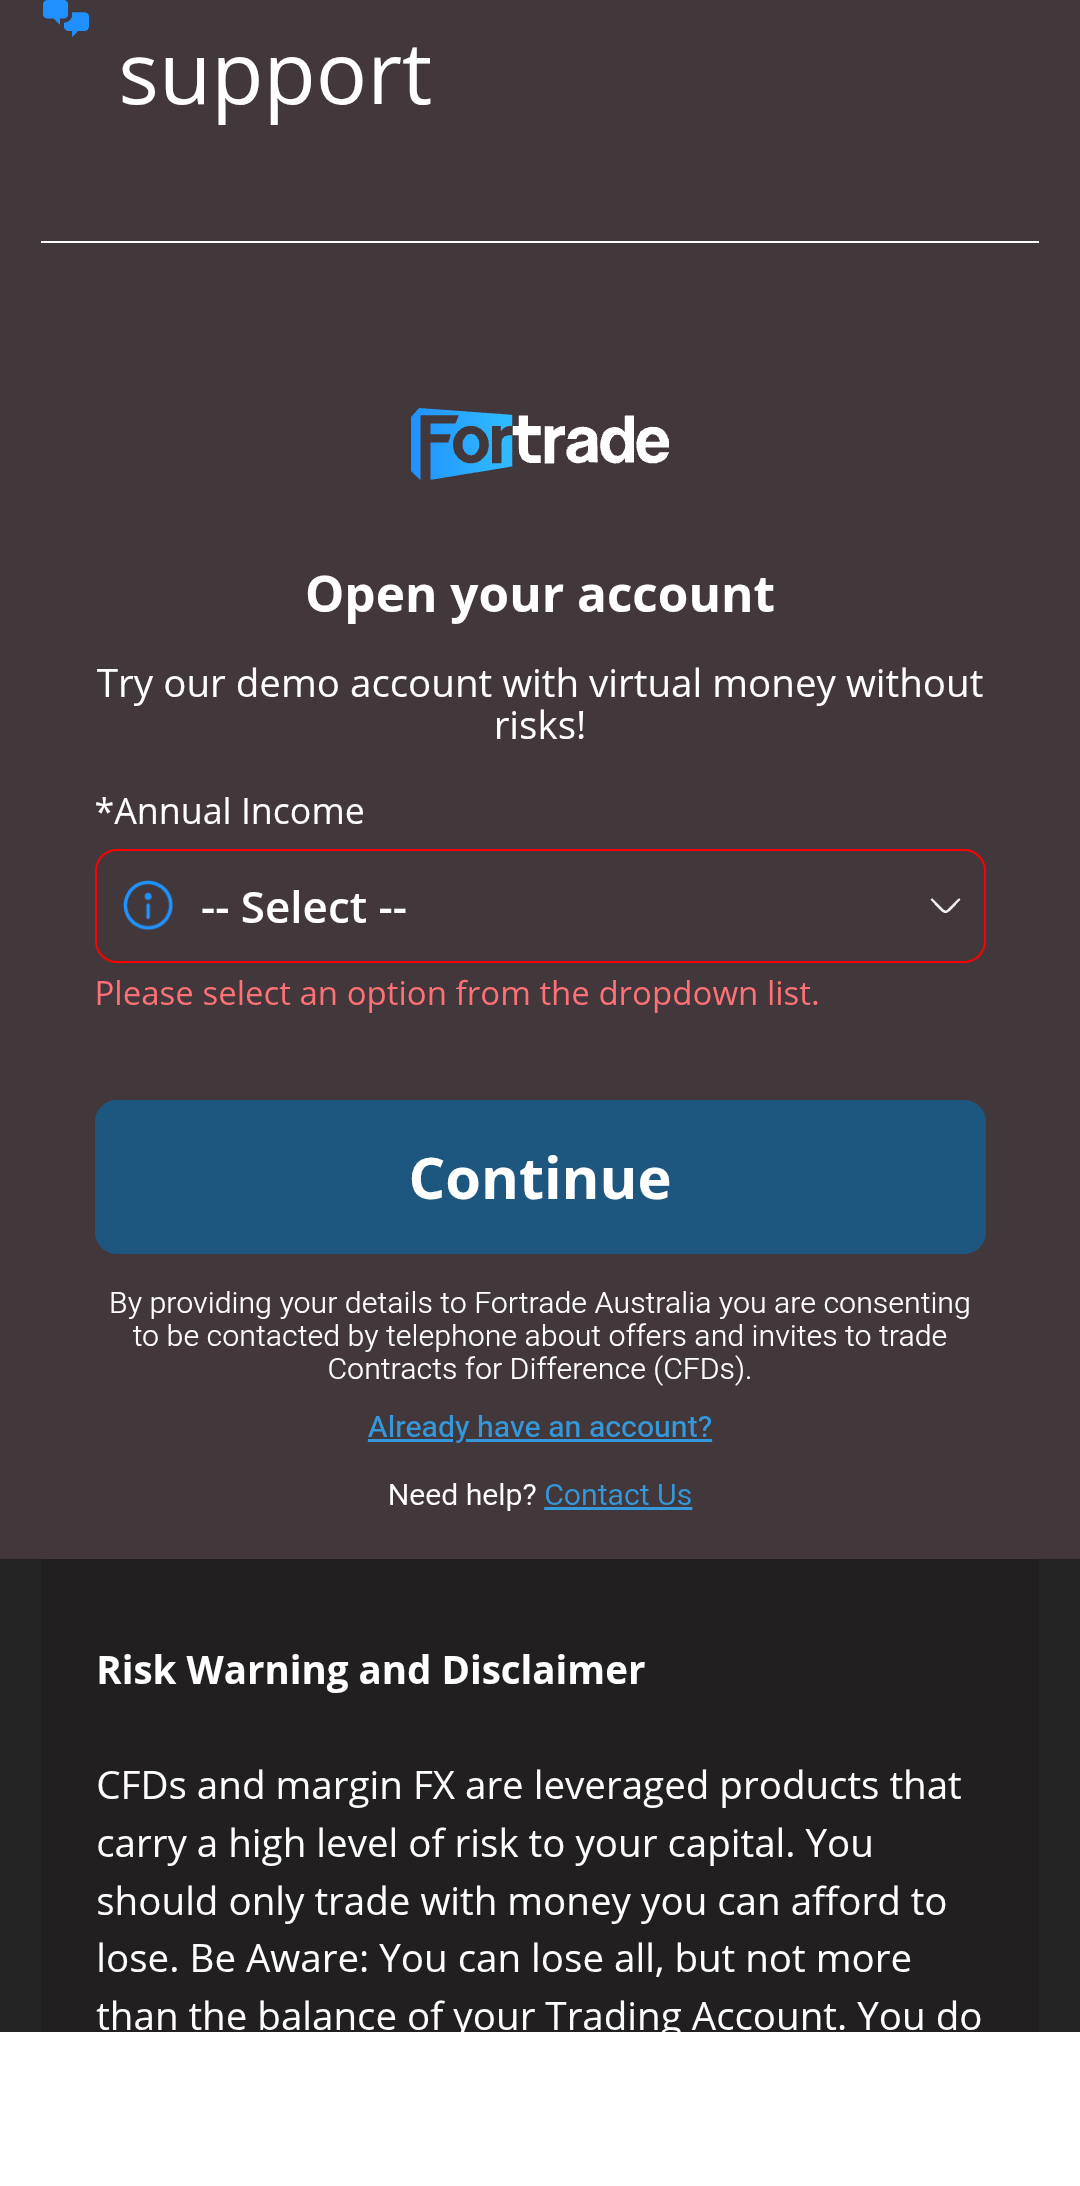 support
Fortrade
Open your account
Try our demo account with virtual money without
risks!
*Annual Income
-- Select --
Please select an option from the dropdown list.
Continue
By providing your details to Fortrade Australia you are consenting
to be contacted by telephone about offers and invites to trade
Contracts for Difference (CFDs).
Already have an account?
Need help? Contact Us
Risk Warning and Disclaimer
CFDs and margin FX are leveraged products that
carry a high level of risk to your capital. You
should only trade with money you can afford to
lose. Be Aware: You can lose all, but not more
than the balance of your Trading Account. You do